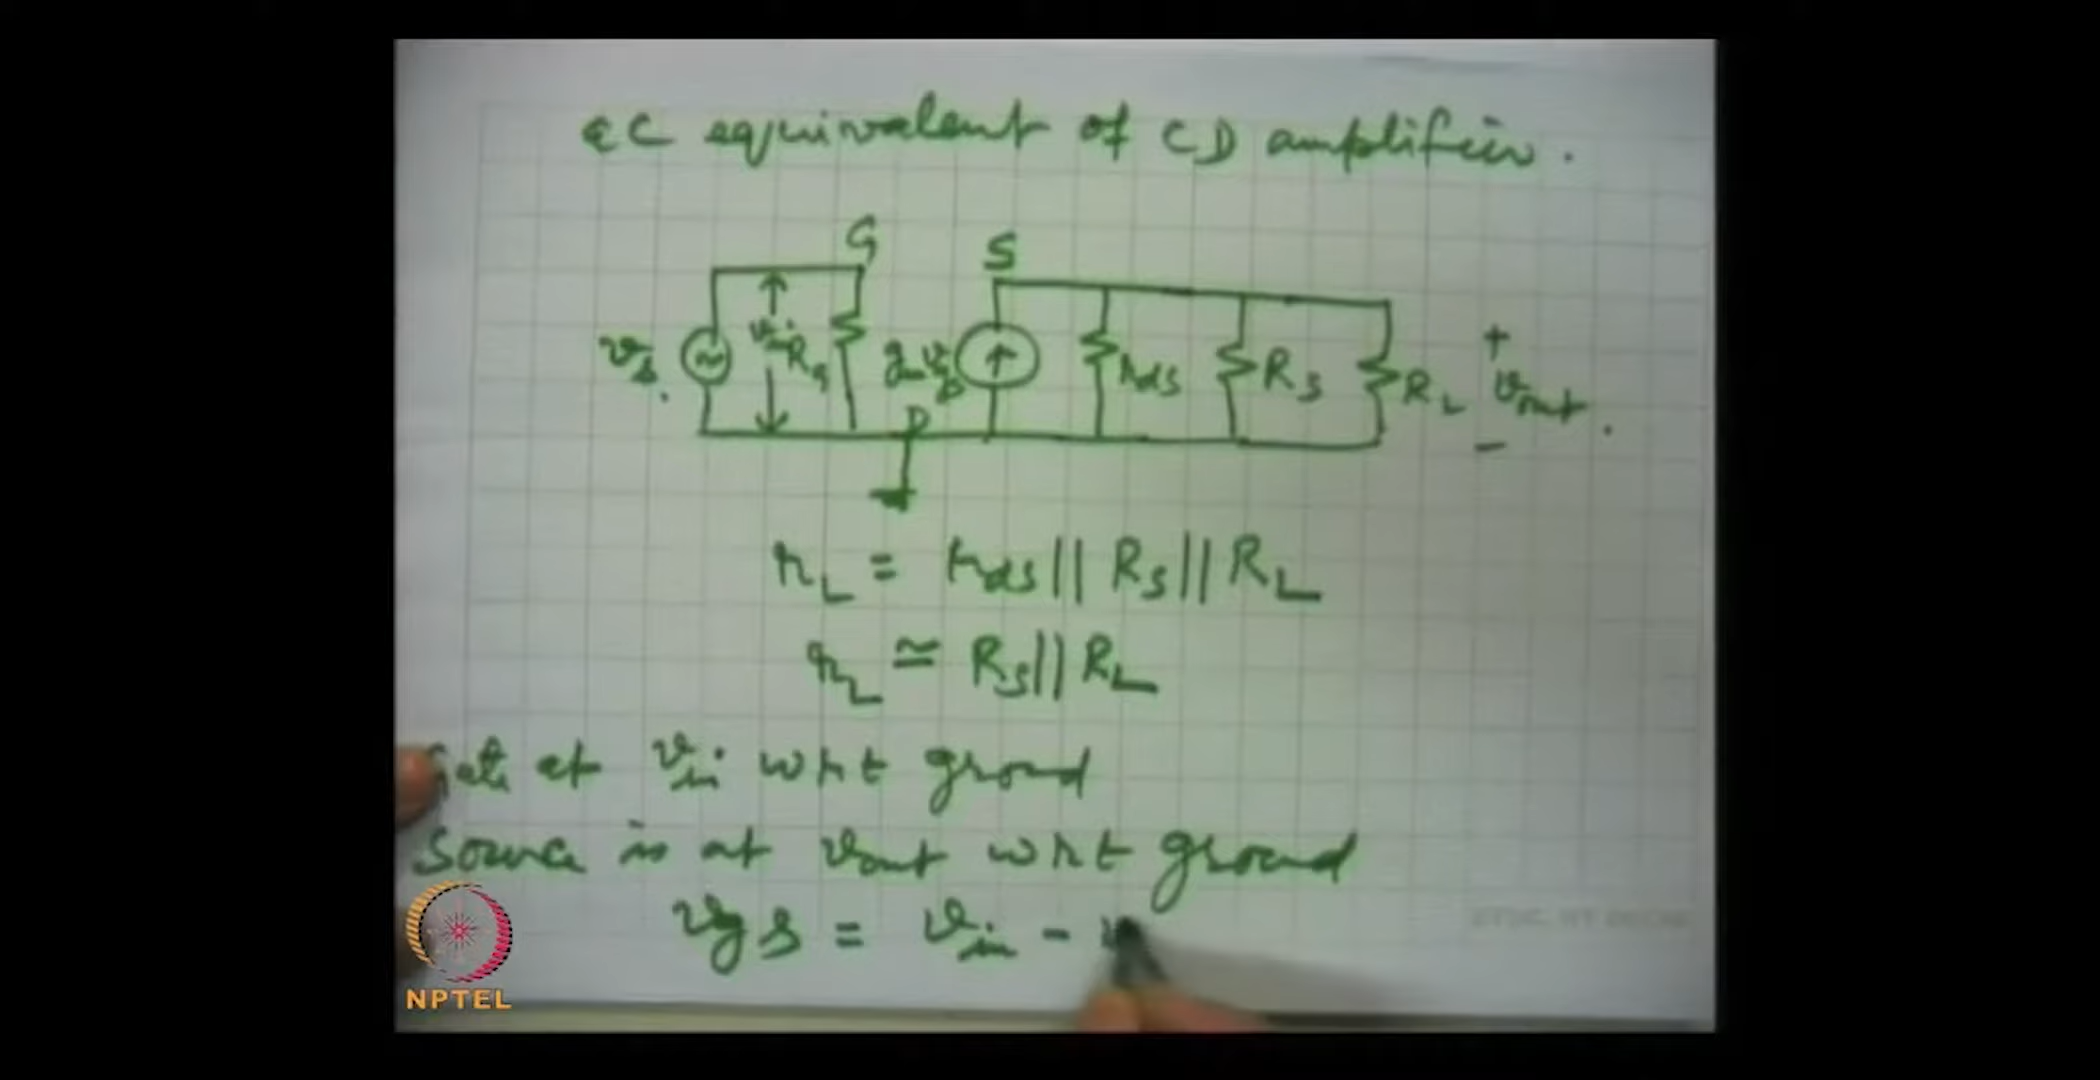 ac equivalent of CD amplifier.
G
S
vs
vin
Rg
gmvgs
rds
RS
RL
+
vout
-
D
rL = rds || RS || RL
rL ≃ RS || RL
Gate at vin wrt ground
Source is at vout wrt ground
vgs = vin - v
NPTEL